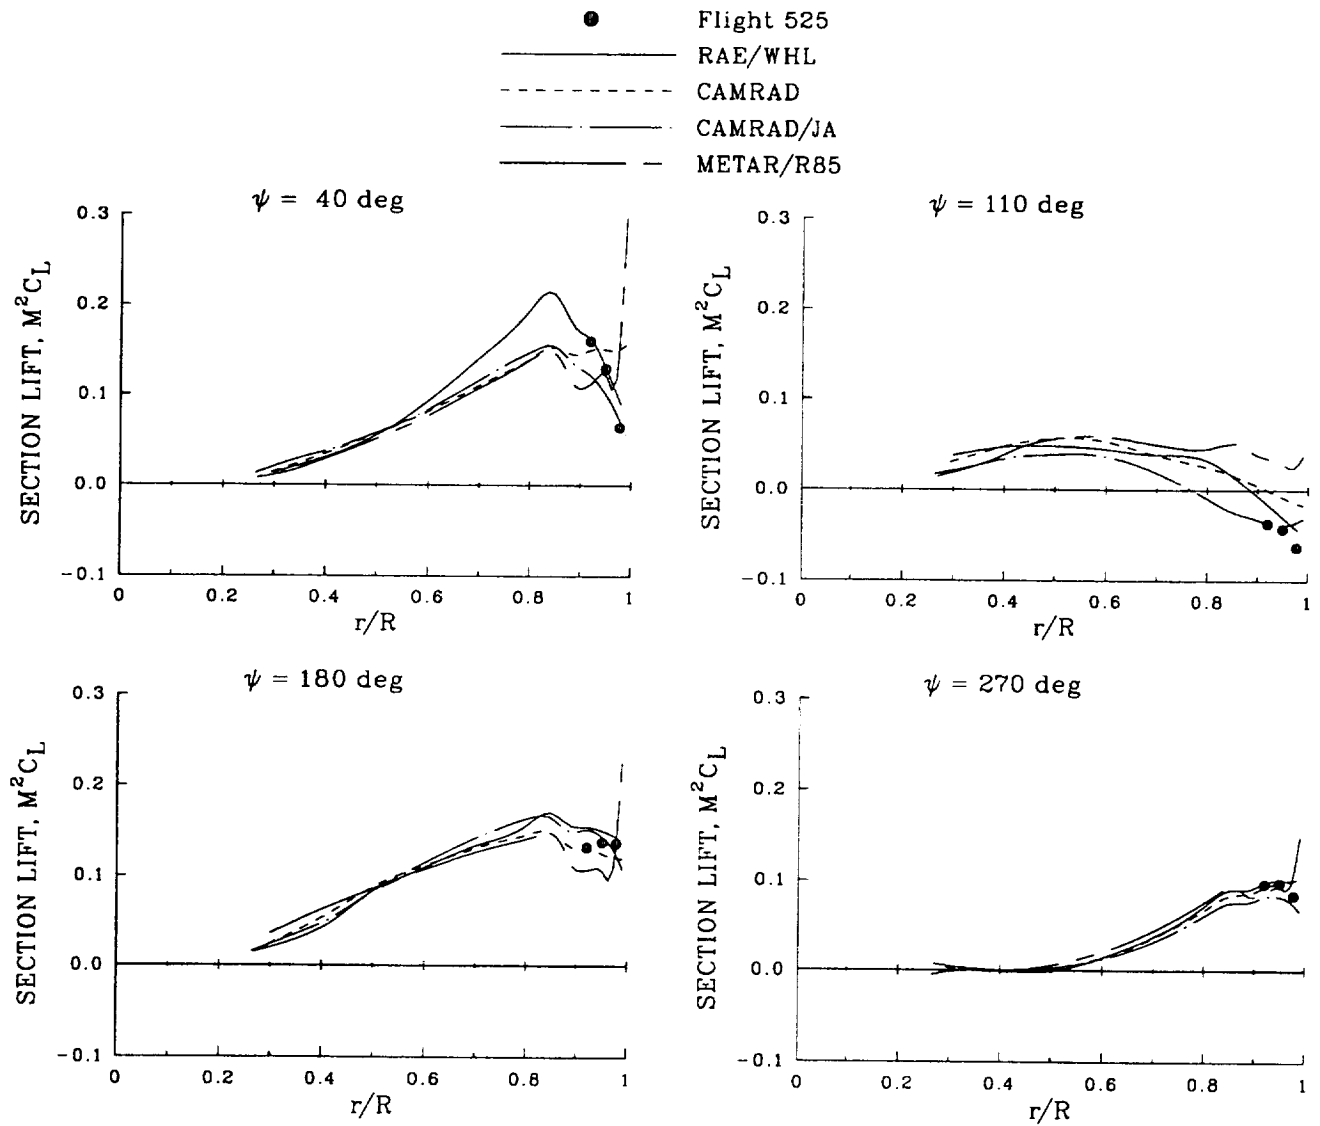 Flight 525
RAE/WHL
CAMRAD
CAMRAD/JA
METAR/R85
ψ = 40 deg
0.3
0.2
0.1
0.0
-0.1
SECTION LIFT, M²C_L
0 0.2 0.4 0.6 0.8 1
r/R
ψ = 110 deg
0.3
0.2
0.1
0.0
-0.1
SECTION LIFT, M²C_L
0 0.2 0.4 0.6 0.8 1
r/R
ψ = 180 deg
0.3
0.2
0.1
0.0
-0.1
SECTION LIFT, M²C_L
0 0.2 0.4 0.6 0.8 1
r/R
ψ = 270 deg
0.3
0.2
0.1
0.0
-0.1
SECTION LIFT, M²C_L
0 0.2 0.4 0.6 0.8 1
r/R